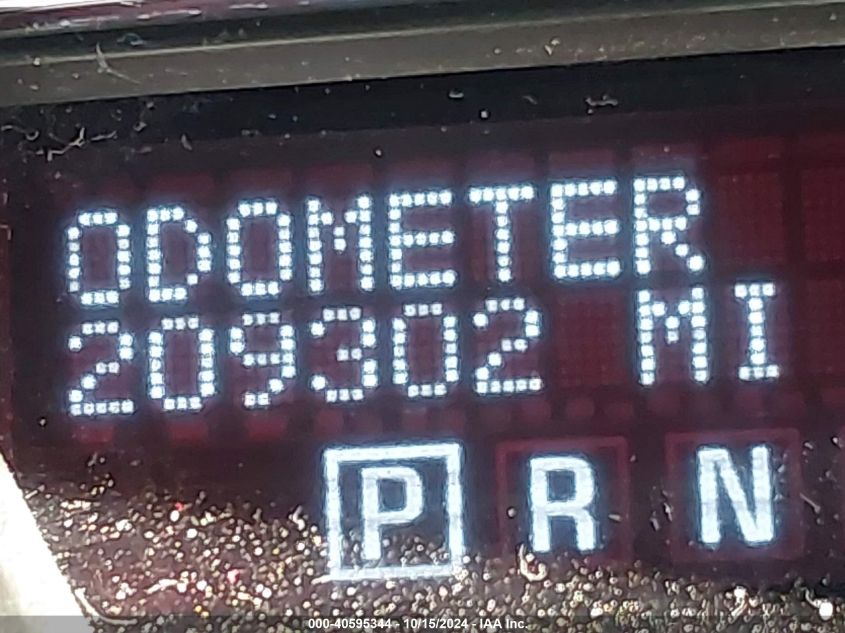 ODOMETER
209302 MI
P R N
000-40595344 - 10/15/2024 - IAA Inc.